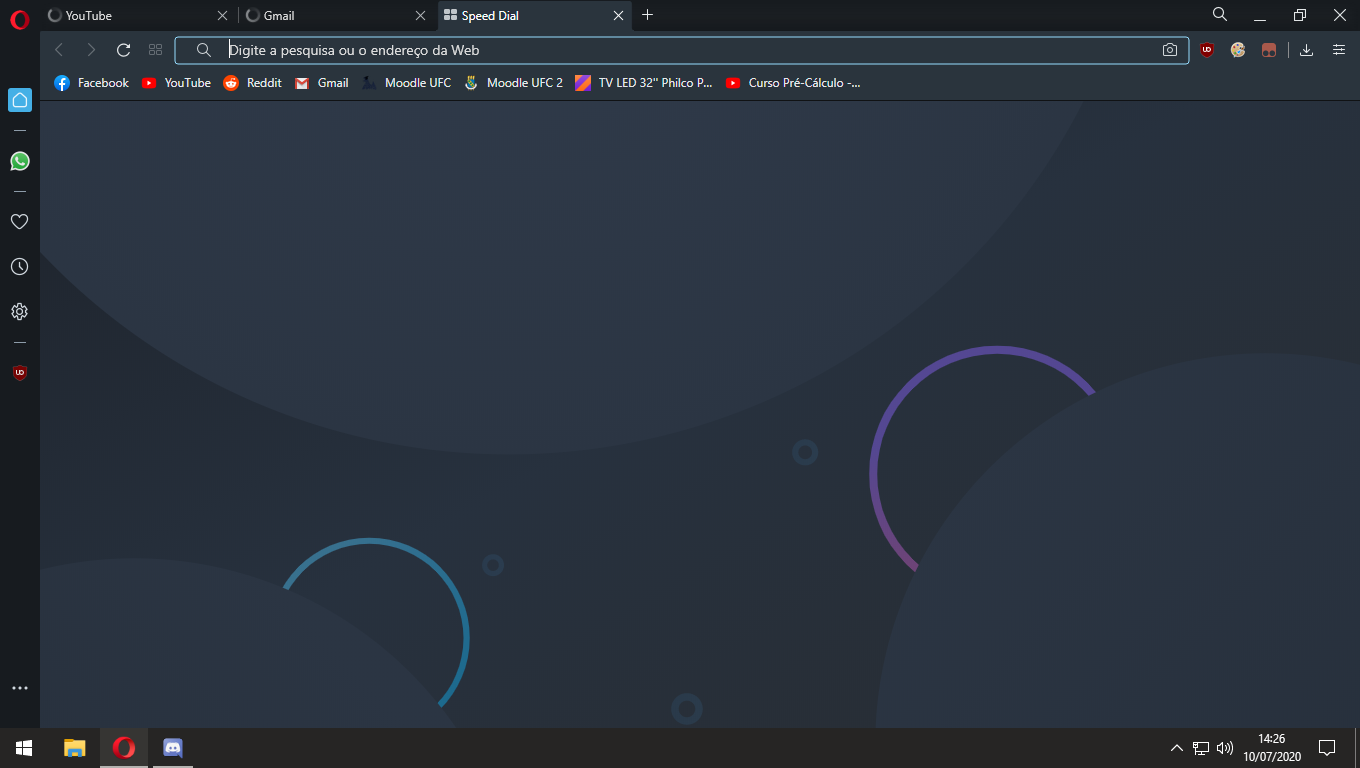 YouTube Gmail Speed Dial
Digite a pesquisa ou o endereço da Web
Facebook YouTube Reddit Gmail Moodle UFC Moodle UFC 2 TV LED 32'' Philco P... Curso Pré-Cálculo -...
14:26
10/07/2020